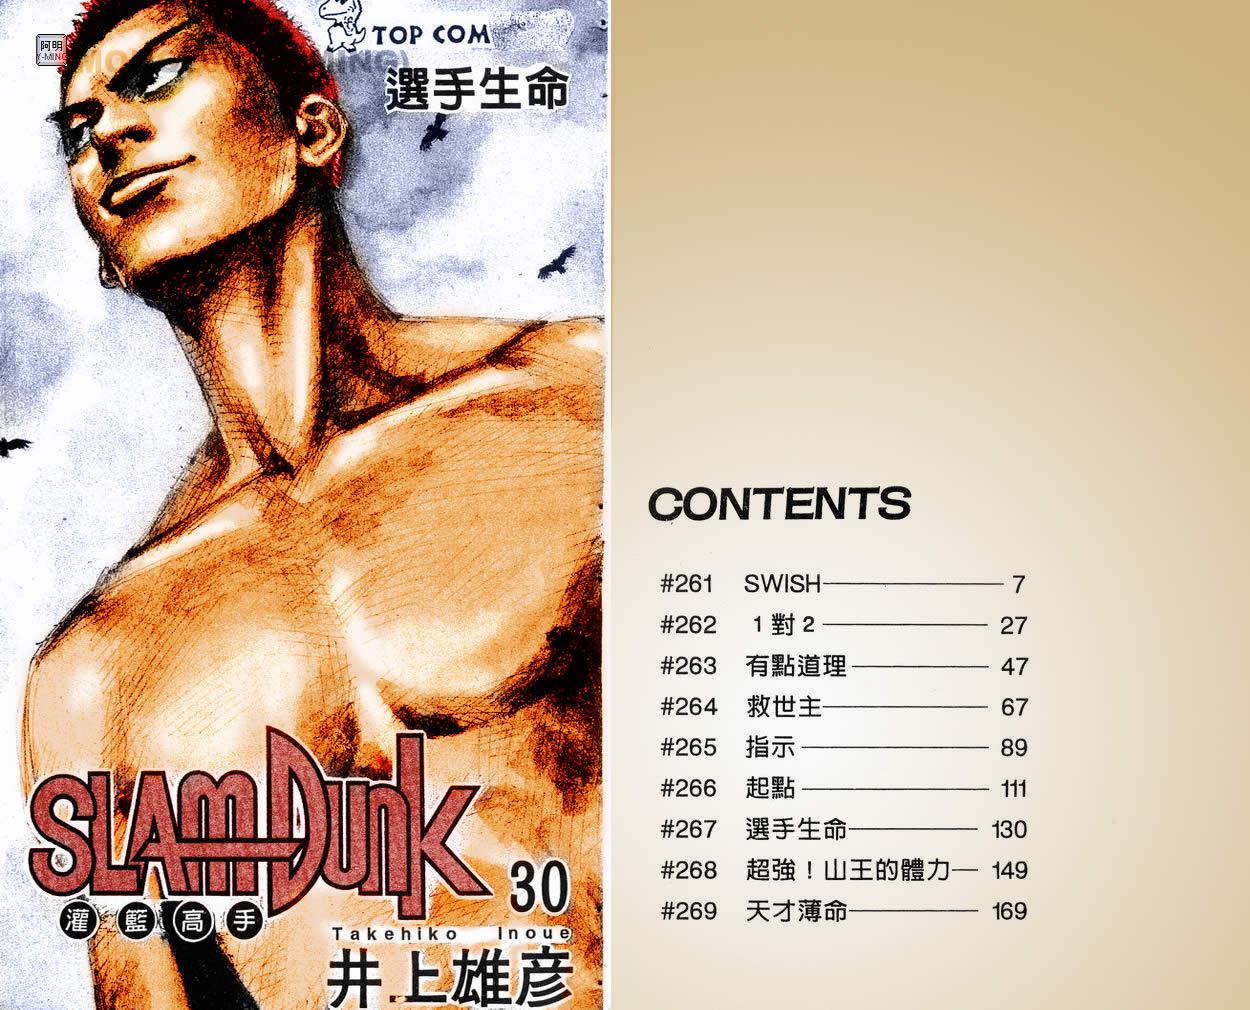 阿明
Y-MING
TOP COM
選手生命
SLAM DUNK
30
灌籃高手
Takehiko Inoue
井上雄彦
CONTENTS
#261 SWISH 7
#262 1對2 27
#263 有點道理 47
#264 救世主 67
#265 指示 89
#266 起點 111
#267 選手生命 130
#268 超強！山王的體力 149
#269 天才薄命 169